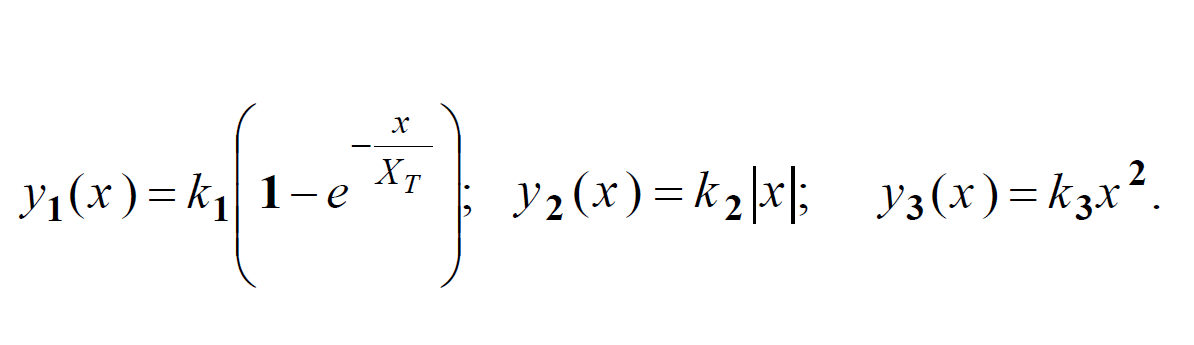 y₁(x) = k₁(1 − e^(−x/X_T)); y₂(x) = k₂|x|; y₃(x) = k₃x².